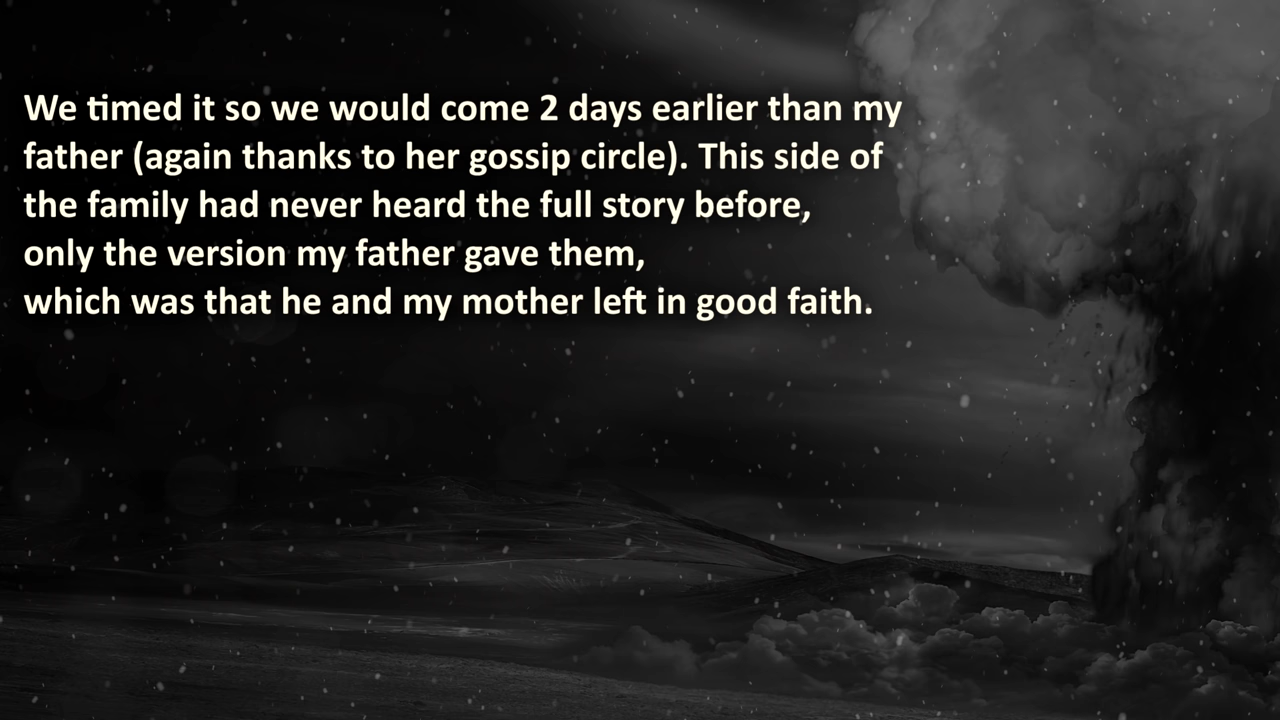 We timed it so we would come 2 days earlier than my
father (again thanks to her gossip circle). This side of
the family had never heard the full story before,
only the version my father gave them,
which was that he and my mother left in good faith.